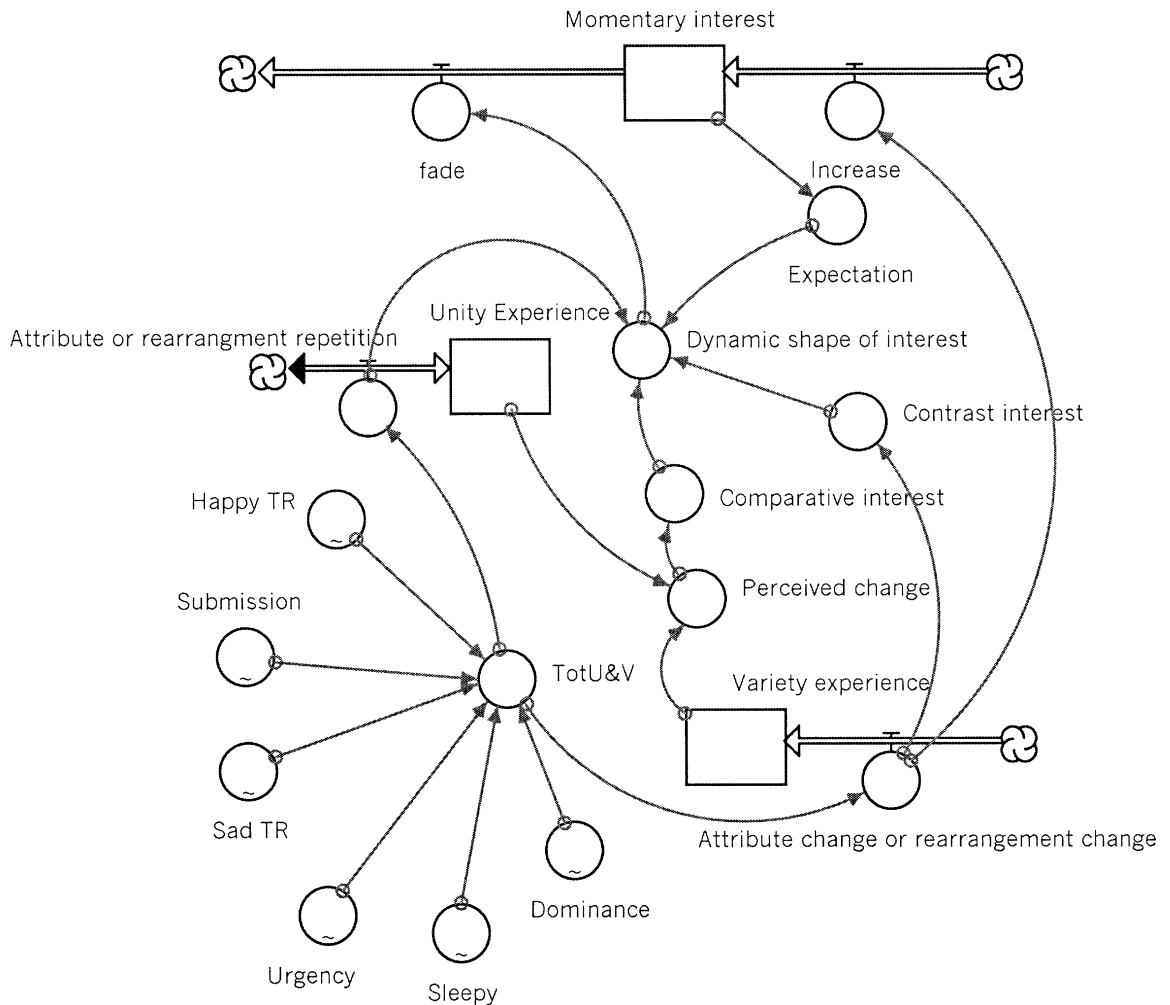 Momentary interest
fade
Increase
Expectation
Unity Experience
Attribute or rearrangment repetition
Dynamic shape of interest
Contrast interest
Comparative interest
Happy TR
Perceived change
Submission
TotU&V
Variety experience
Sad TR
Attribute change or rearrangement change
Dominance
Urgency
Sleepy
~
~
~
~
~
~